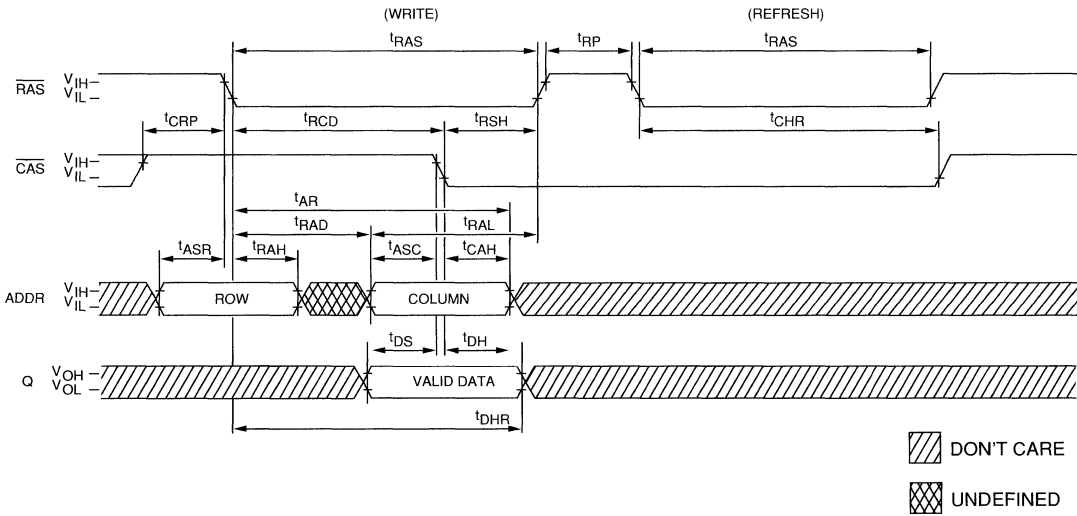 (WRITE) (REFRESH)
tRAS tRP tRAS
RAS VIH
VIL
tCRP tRCD tRSH tCHR
CAS VIH
VIL
tAR
tRAD tRAL
tASR tRAH tASC tCAH
ADDR VIH
VIL
ROW COLUMN
tDS tDH
Q VOH
VOL
VALID DATA
tDHR
DON'T CARE
UNDEFINED